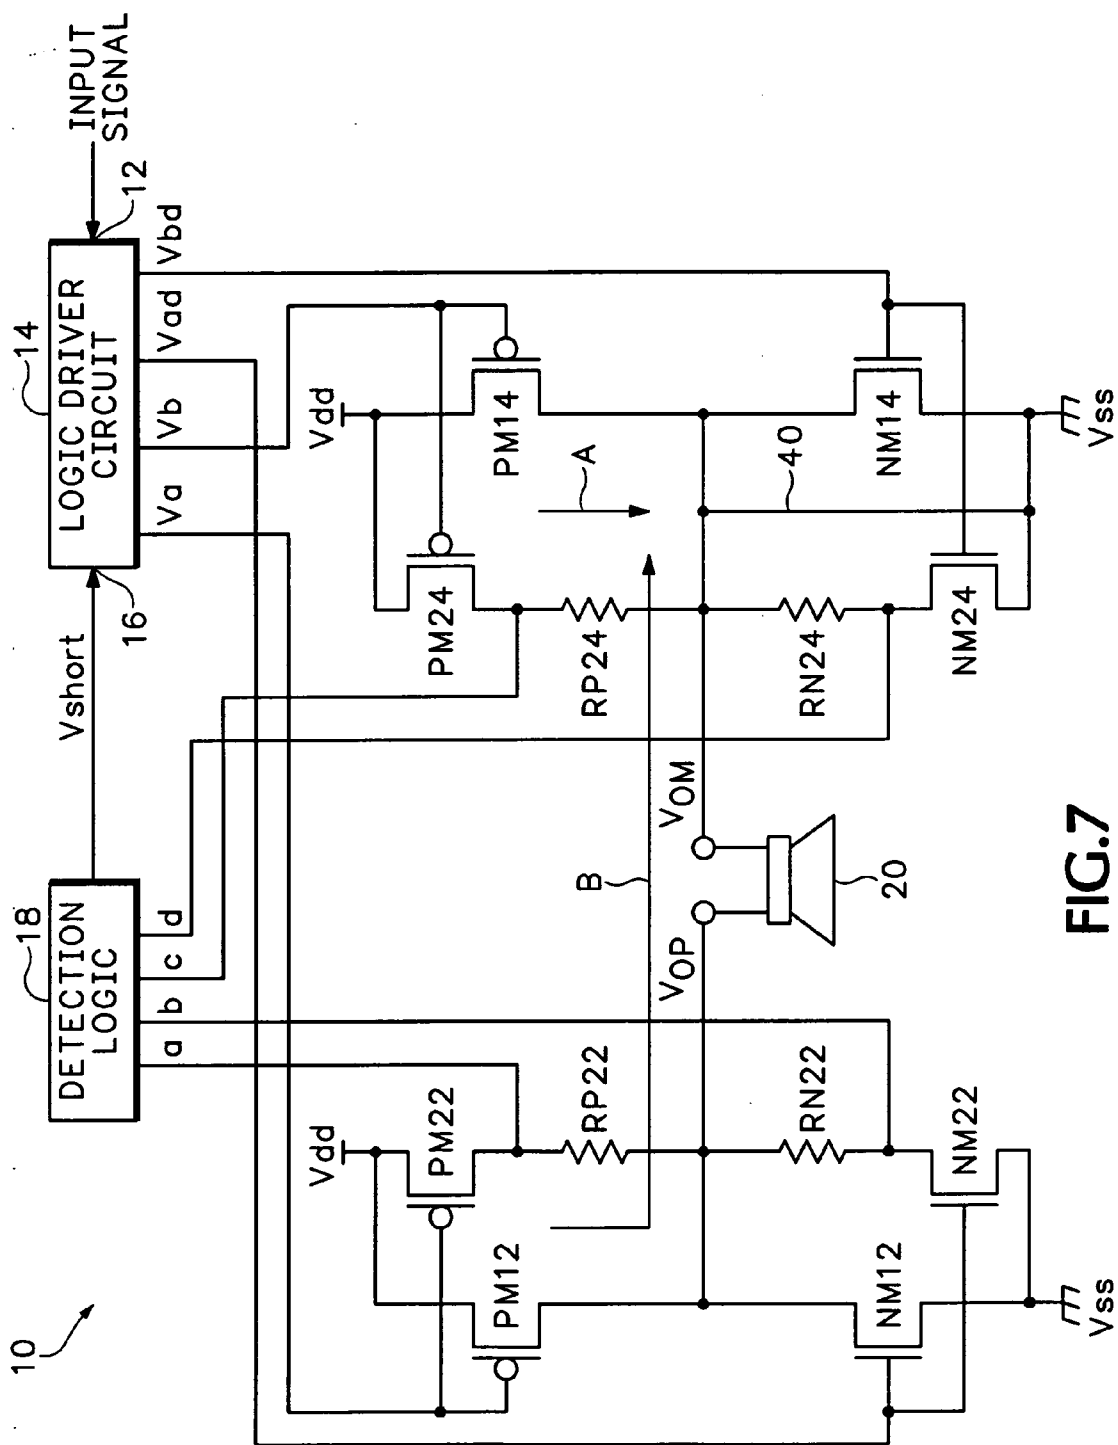 10
DETECTION
LOGIC
18
a
b
c
d
Vshort
16
LOGIC DRIVER
CIRCUIT
14
12
INPUT
SIGNAL
Va
Vb
Vad
Vbd
Vdd
PM12
PM22
RP22
RN22
NM12
NM22
Vss
B
VOP
VOM
20
Vdd
PM24
PM14
A
RP24
RN24
40
NM24
NM14
Vss
FIG.7